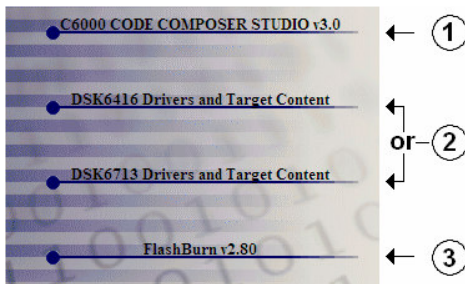 C6000 CODE COMPOSER STUDIO v3.0
1
DSK6416 Drivers and Target Content
or
2
DSK6713 Drivers and Target Content
FlashBurn v2.80
3